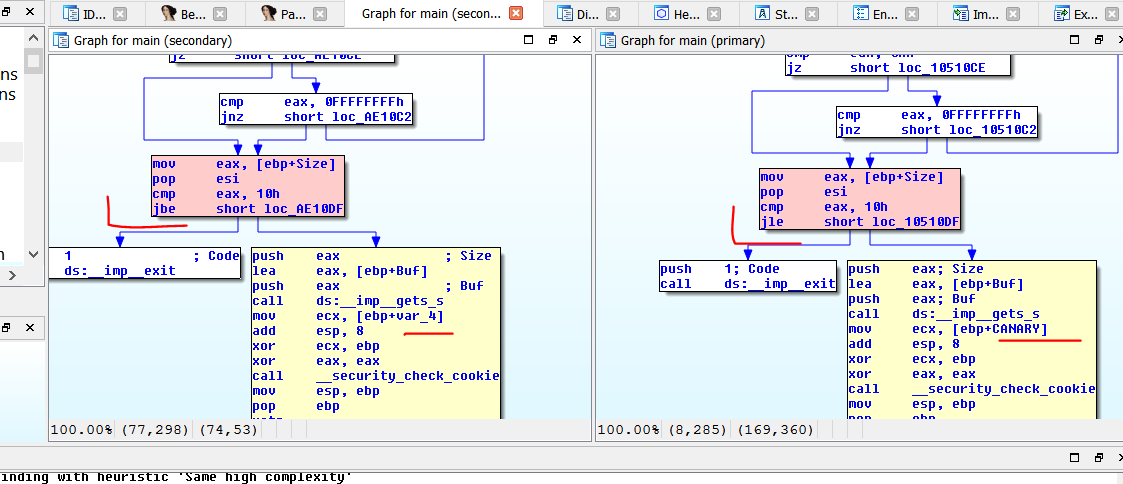 ID...
Be...
Pa...
Graph for main (secon...
Di...
He...
St...
En...
Im...
Ex...
ns
ns
Graph for main (secondary)
jz short loc_AE10CE
cmp eax, 0FFFFFFFFh
jnz short loc_AE10C2
mov eax, [ebp+Size]
pop esi
cmp eax, 10h
jbe short loc_AE10DF
1 ; Code
ds:__imp__exit
push eax ; Size
lea eax, [ebp+Buf]
push eax ; Buf
call ds:__imp__gets_s
mov ecx, [ebp+var_4]
add esp, 8
xor ecx, ebp
xor eax, eax
call __security_check_cookie
mov esp, ebp
pop ebp
100.00% (77,298) (74,53)
Graph for main (primary)
jz short loc_10510CE
cmp eax, 0FFFFFFFFh
jnz short loc_10510C2
mov eax, [ebp+Size]
pop esi
cmp eax, 10h
jle short loc_10510DF
push 1; Code
call ds:__imp__exit
push eax; Size
lea eax, [ebp+Buf]
push eax; Buf
call ds:__imp__gets_s
mov ecx, [ebp+CANARY]
add esp, 8
xor ecx, ebp
xor eax, eax
call __security_check_cookie
mov esp, ebp
100.00% (8,285) (169,360)
inding with heuristic 'Same high complexity'